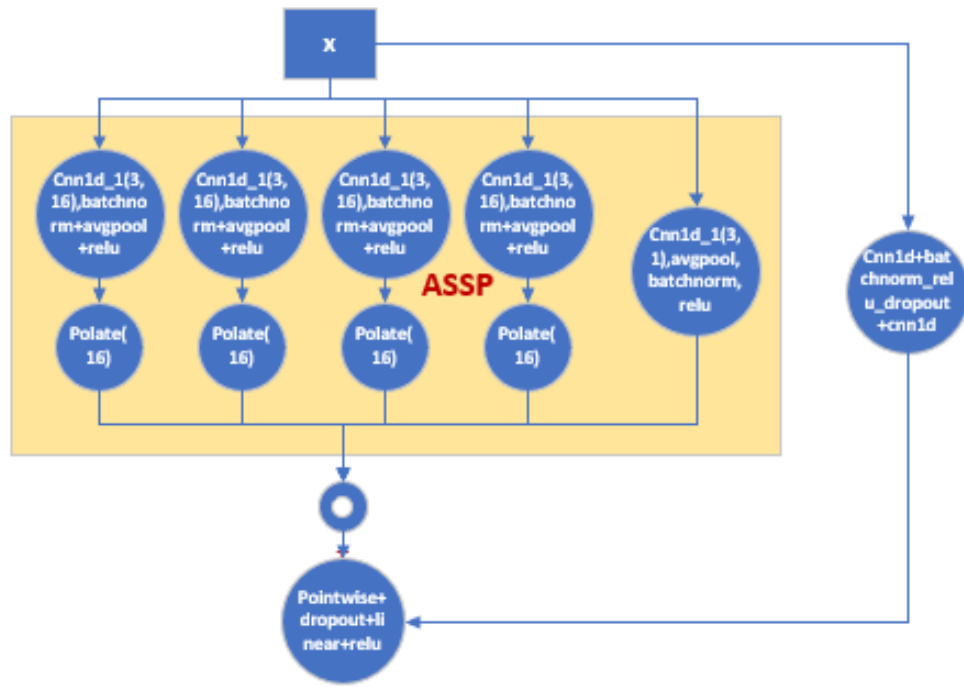 x
Cnn1d_1(3,
16),batchno
rm+avgpool
+relu
Cnn1d_1(3,
16),batchno
rm+avgpool
+relu
Cnn1d_1(3,
16),batchno
rm+avgpool
+relu
Cnn1d_1(3,
16),batchno
rm+avgpool
+relu
Cnn1d_1(3,
1),avgpool,
batchnorm,
relu
Cnn1d+bat
chnorm_rel
u_dropout
+cnn1d
ASSP
Polate(
16)
Polate(
16)
Polate(
16)
Polate(
16)
Pointwise+
dropout+li
near+relu